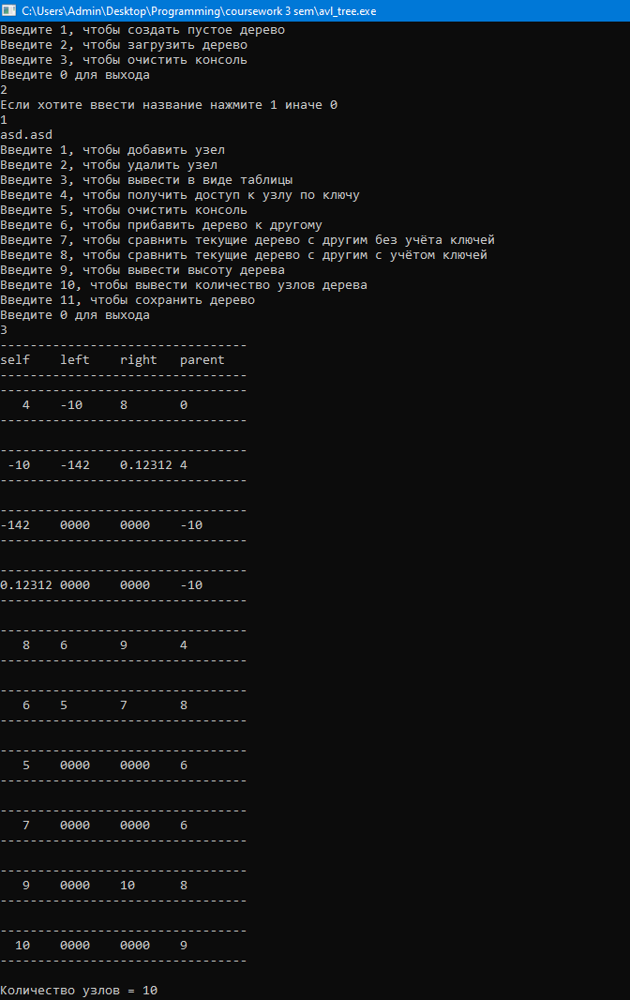 C:\Users\Admin\Desktop\Programming\coursework 3 sem\avl_tree.exe
Введите 1, чтобы создать пустое дерево
Введите 2, чтобы загрузить дерево
Введите 3, чтобы очистить консоль
Введите 0 для выхода
2
Если хотите ввести название нажмите 1 иначе 0
1
asd.asd
Введите 1, чтобы добавить узел
Введите 2, чтобы удалить узел
Введите 3, чтобы вывести в виде таблицы
Введите 4, чтобы получить доступ к узлу по ключу
Введите 5, чтобы очистить консоль
Введите 6, чтобы прибавить дерево к другому
Введите 7, чтобы сравнить текущие дерево с другим без учёта ключей
Введите 8, чтобы сравнить текущие дерево с другим с учётом ключей
Введите 9, чтобы вывести высоту дерева
Введите 10, чтобы вывести количество узлов дерева
Введите 11, чтобы сохранить дерево
Введите 0 для выхода
3
---------------------------------
self    left    right   parent
---------------------------------
---------------------------------
   4    -10     8       0
---------------------------------
---------------------------------
 -10    -142    0.12312 4
---------------------------------
---------------------------------
-142    0000    0000    -10
---------------------------------
---------------------------------
0.12312 0000    0000    -10
---------------------------------
---------------------------------
   8    6       9       4
---------------------------------
---------------------------------
   6    5       7       8
---------------------------------
---------------------------------
   5    0000    0000    6
---------------------------------
---------------------------------
   7    0000    0000    6
---------------------------------
---------------------------------
   9    0000    10      8
---------------------------------
---------------------------------
  10    0000    0000    9
---------------------------------
Количество узлов = 10